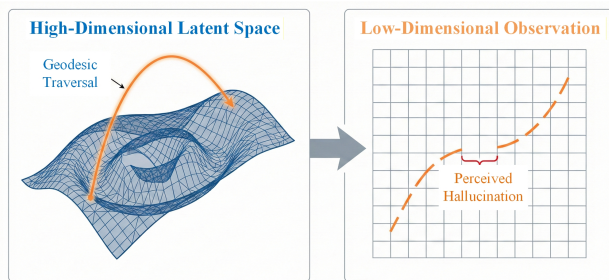 High-Dimensional Latent Space
Geodesic
Traversal
Low-Dimensional Observation
Perceived
Hallucination